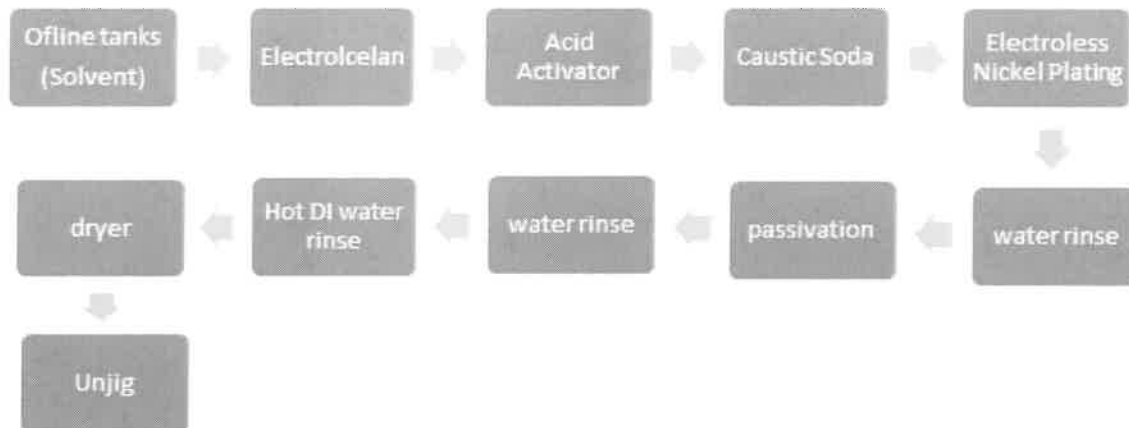 Ofline tanks
(Solvent)
Electrolcelan
Acid
Activator
Caustic Soda
Electroless
Nickel Plating
water rinse
passivation
water rinse
Hot DI water
rinse
dryer
Unjig